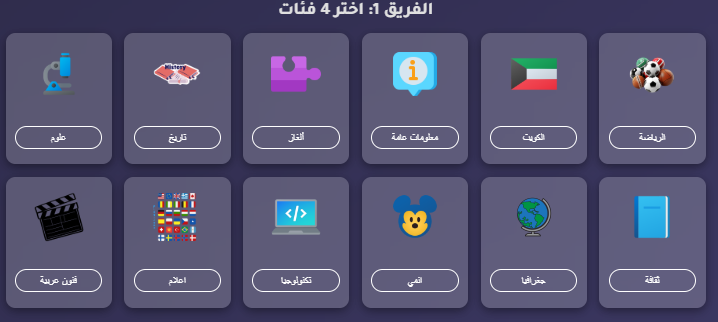 الفريق 1: اختر 4 فئات
الرياضة
الكويت
معلومات عامة
ألغاز
History
تاريخ
علوم
ثقافة
جغرافيا
انمي
</>
تكنولوجيا
اعلام
فنون عربية